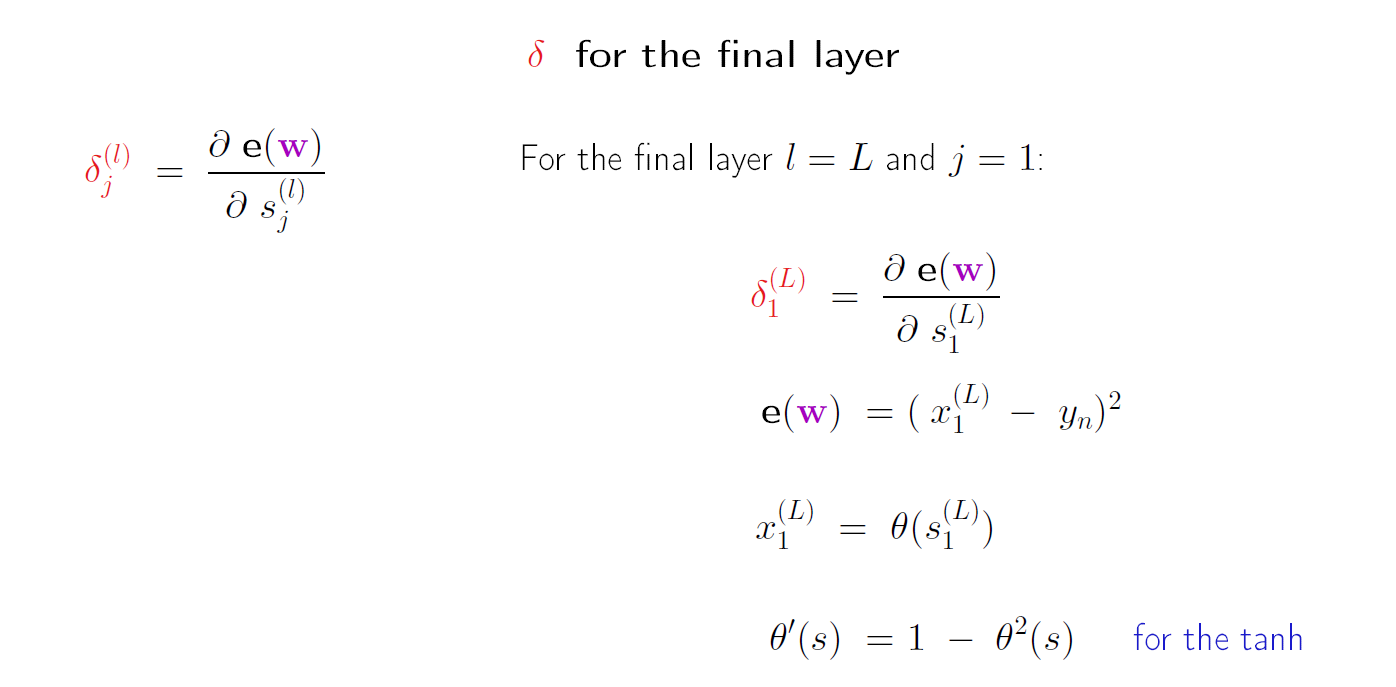 δ for the final layer
δ_j^{(l)} = ∂ e(w) / ∂ s_j^{(l)}
For the final layer l = L and j = 1:
δ_1^{(L)} = ∂ e(w) / ∂ s_1^{(L)}
e(w) = ( x_1^{(L)} − y_n)^2
x_1^{(L)} = θ(s_1^{(L)})
θ′(s) = 1 − θ^2(s) for the tanh